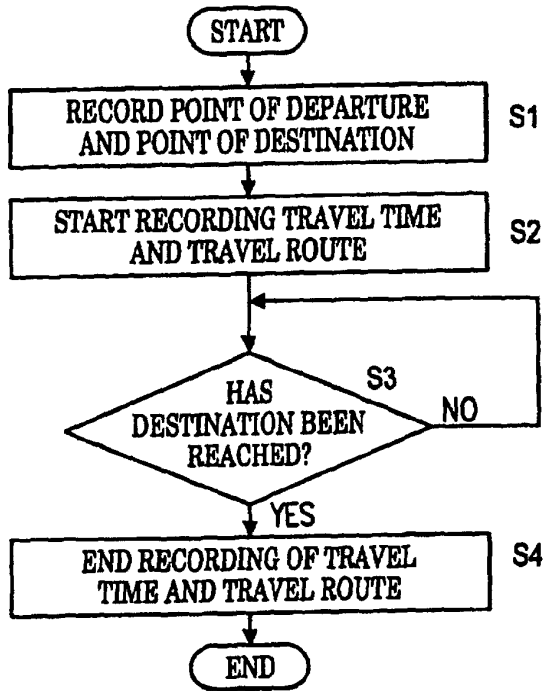 START
RECORD POINT OF DEPARTURE
AND POINT OF DESTINATION
S1
START RECORDING TRAVEL TIME
AND TRAVEL ROUTE
S2
S3
HAS
DESTINATION BEEN
REACHED?
NO
YES
END RECORDING OF TRAVEL
TIME AND TRAVEL ROUTE
S4
END